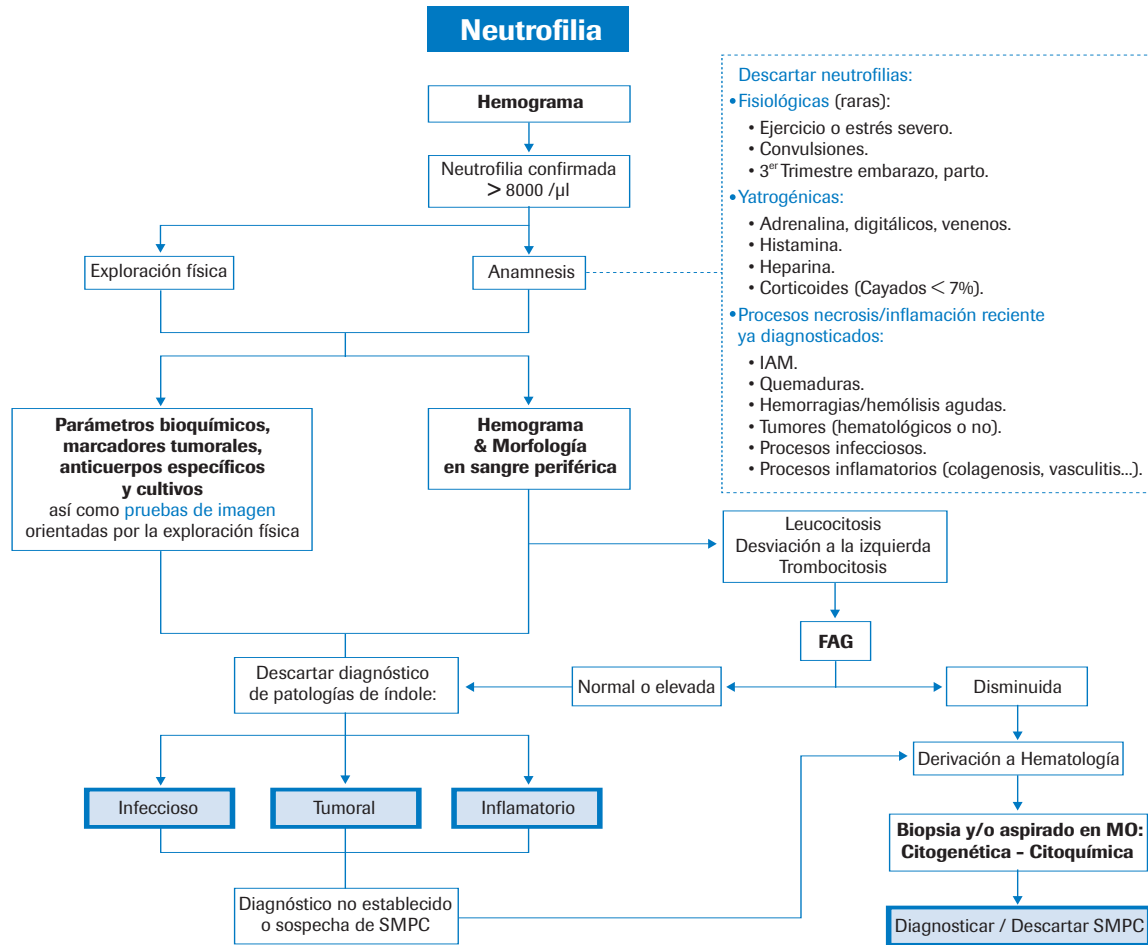 Neutrofilia
Hemograma
Neutrofilia confirmada
> 8000 /µl
Exploración física
Anamnesis
Descartar neutrofilias:
• Fisiológicas (raras):
• Ejercicio o estrés severo.
• Convulsiones.
• 3er Trimestre embarazo, parto.
• Yatrogénicas:
• Adrenalina, digitálicos, venenos.
• Histamina.
• Heparina.
• Corticoides (Cayados < 7%).
• Procesos necrosis/inflamación reciente
ya diagnosticados:
• IAM.
• Quemaduras.
• Hemorragias/hemólisis agudas.
• Tumores (hematológicos o no).
• Procesos infecciosos.
• Procesos inflamatorios (colagenosis, vasculitis...).
Parámetros bioquímicos,
marcadores tumorales,
anticuerpos específicos
y cultivos
así como pruebas de imagen
orientadas por la exploración física
Hemograma
& Morfología
en sangre periférica
Leucocitosis
Desviación a la izquierda
Trombocitosis
FAG
Descartar diagnóstico
de patologías de índole:
Normal o elevada
Disminuida
Derivación a Hematología
Infeccioso
Tumoral
Inflamatorio
Biopsia y/o aspirado en MO:
Citogenética - Citoquímica
Diagnóstico no establecido
o sospecha de SMPC
Diagnosticar / Descartar SMPC